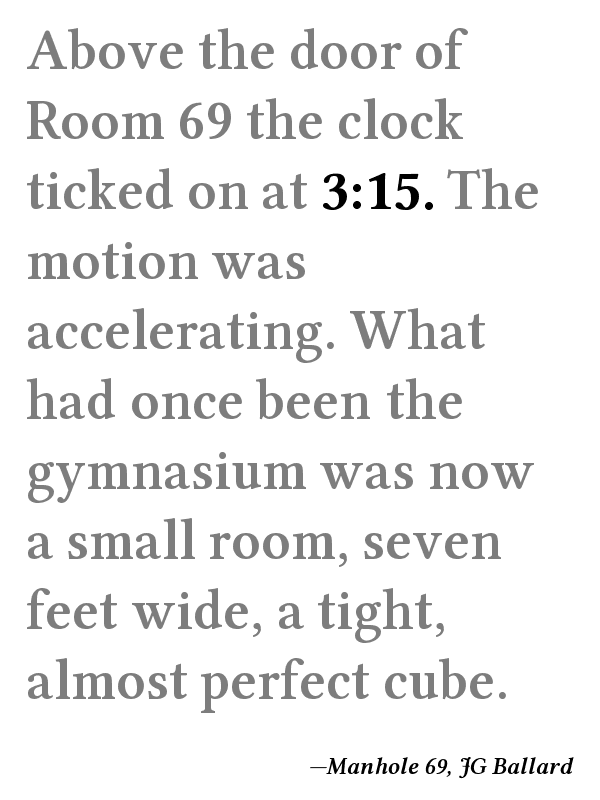 Above the door of
Room 69 the clock
ticked on at 3:15. The
motion was
accelerating. What
had once been the
gymnasium was now
a small room, seven
feet wide, a tight,
almost perfect cube.
—Manhole 69, JG Ballard